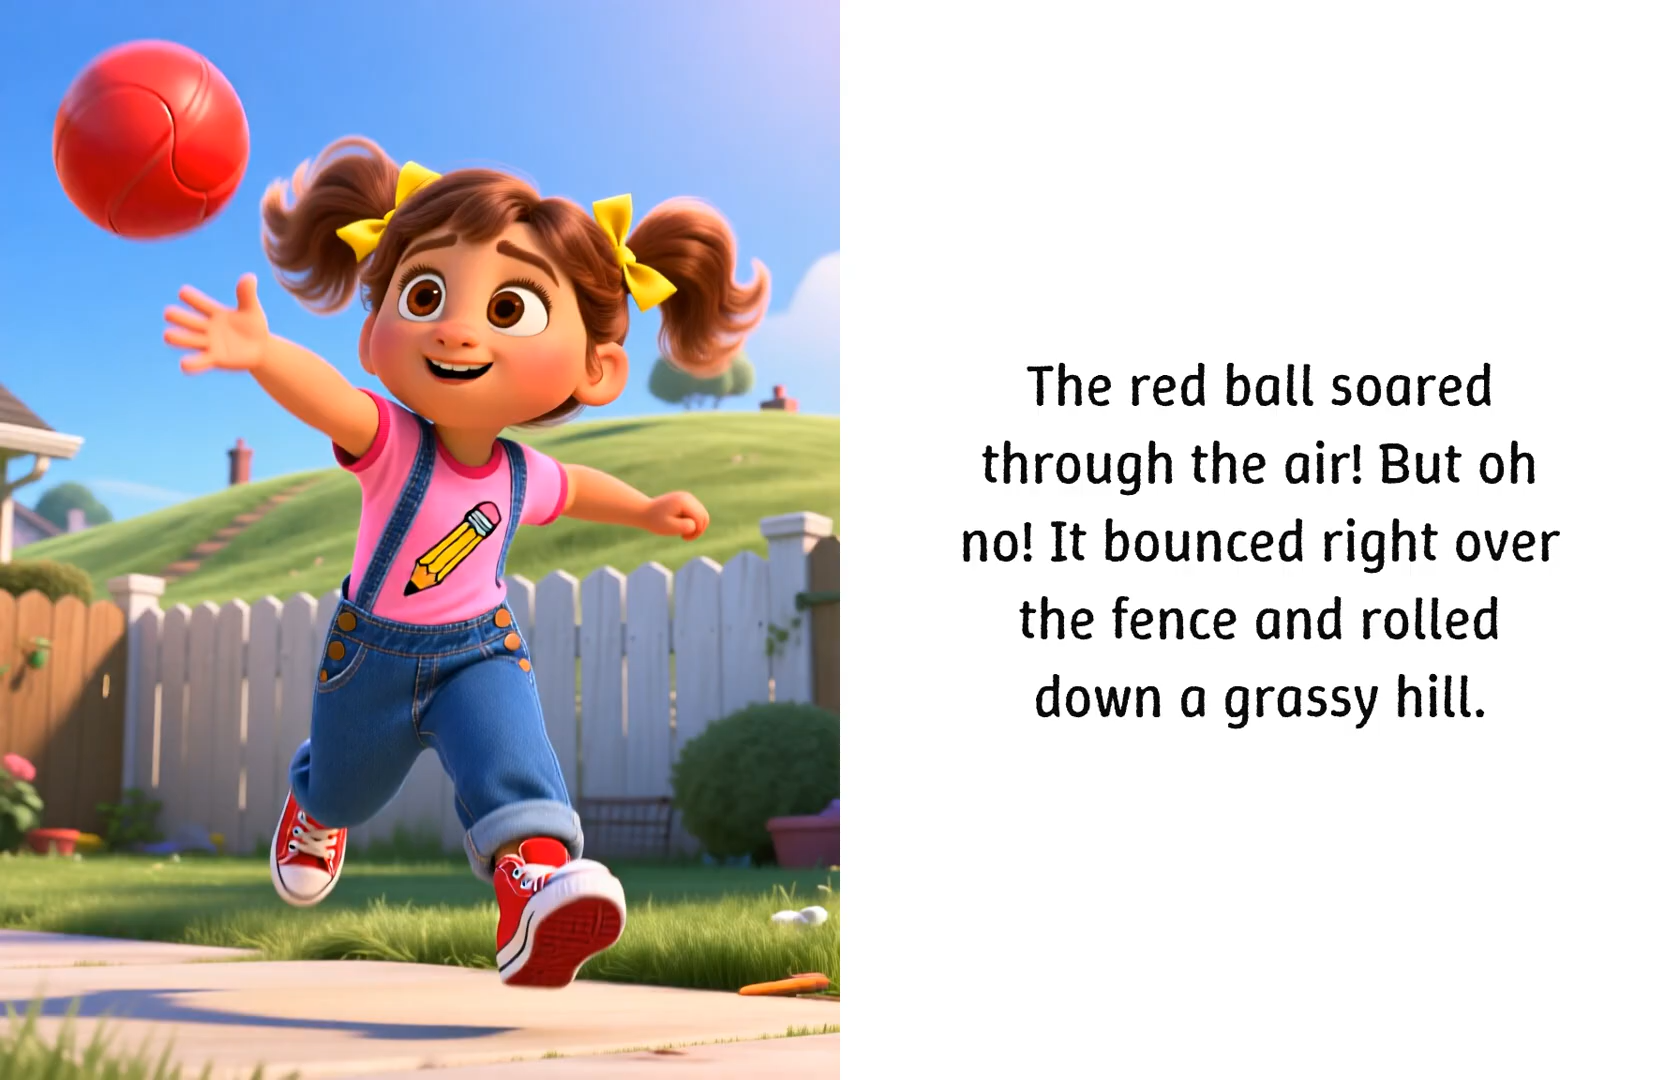 The red ball soared
through the air! But oh
no! It bounced right over
the fence and rolled
down a grassy hill.